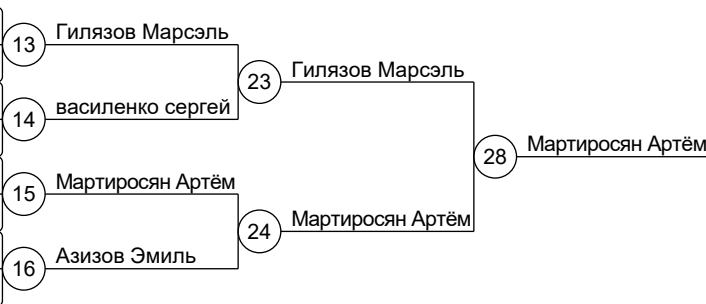 13
Гилязов Марсэль
23
Гилязов Марсэль
14
василенко сергей
28
Мартиросян Артём
15
Мартиросян Артём
24
Мартиросян Артём
16
Азизов Эмиль